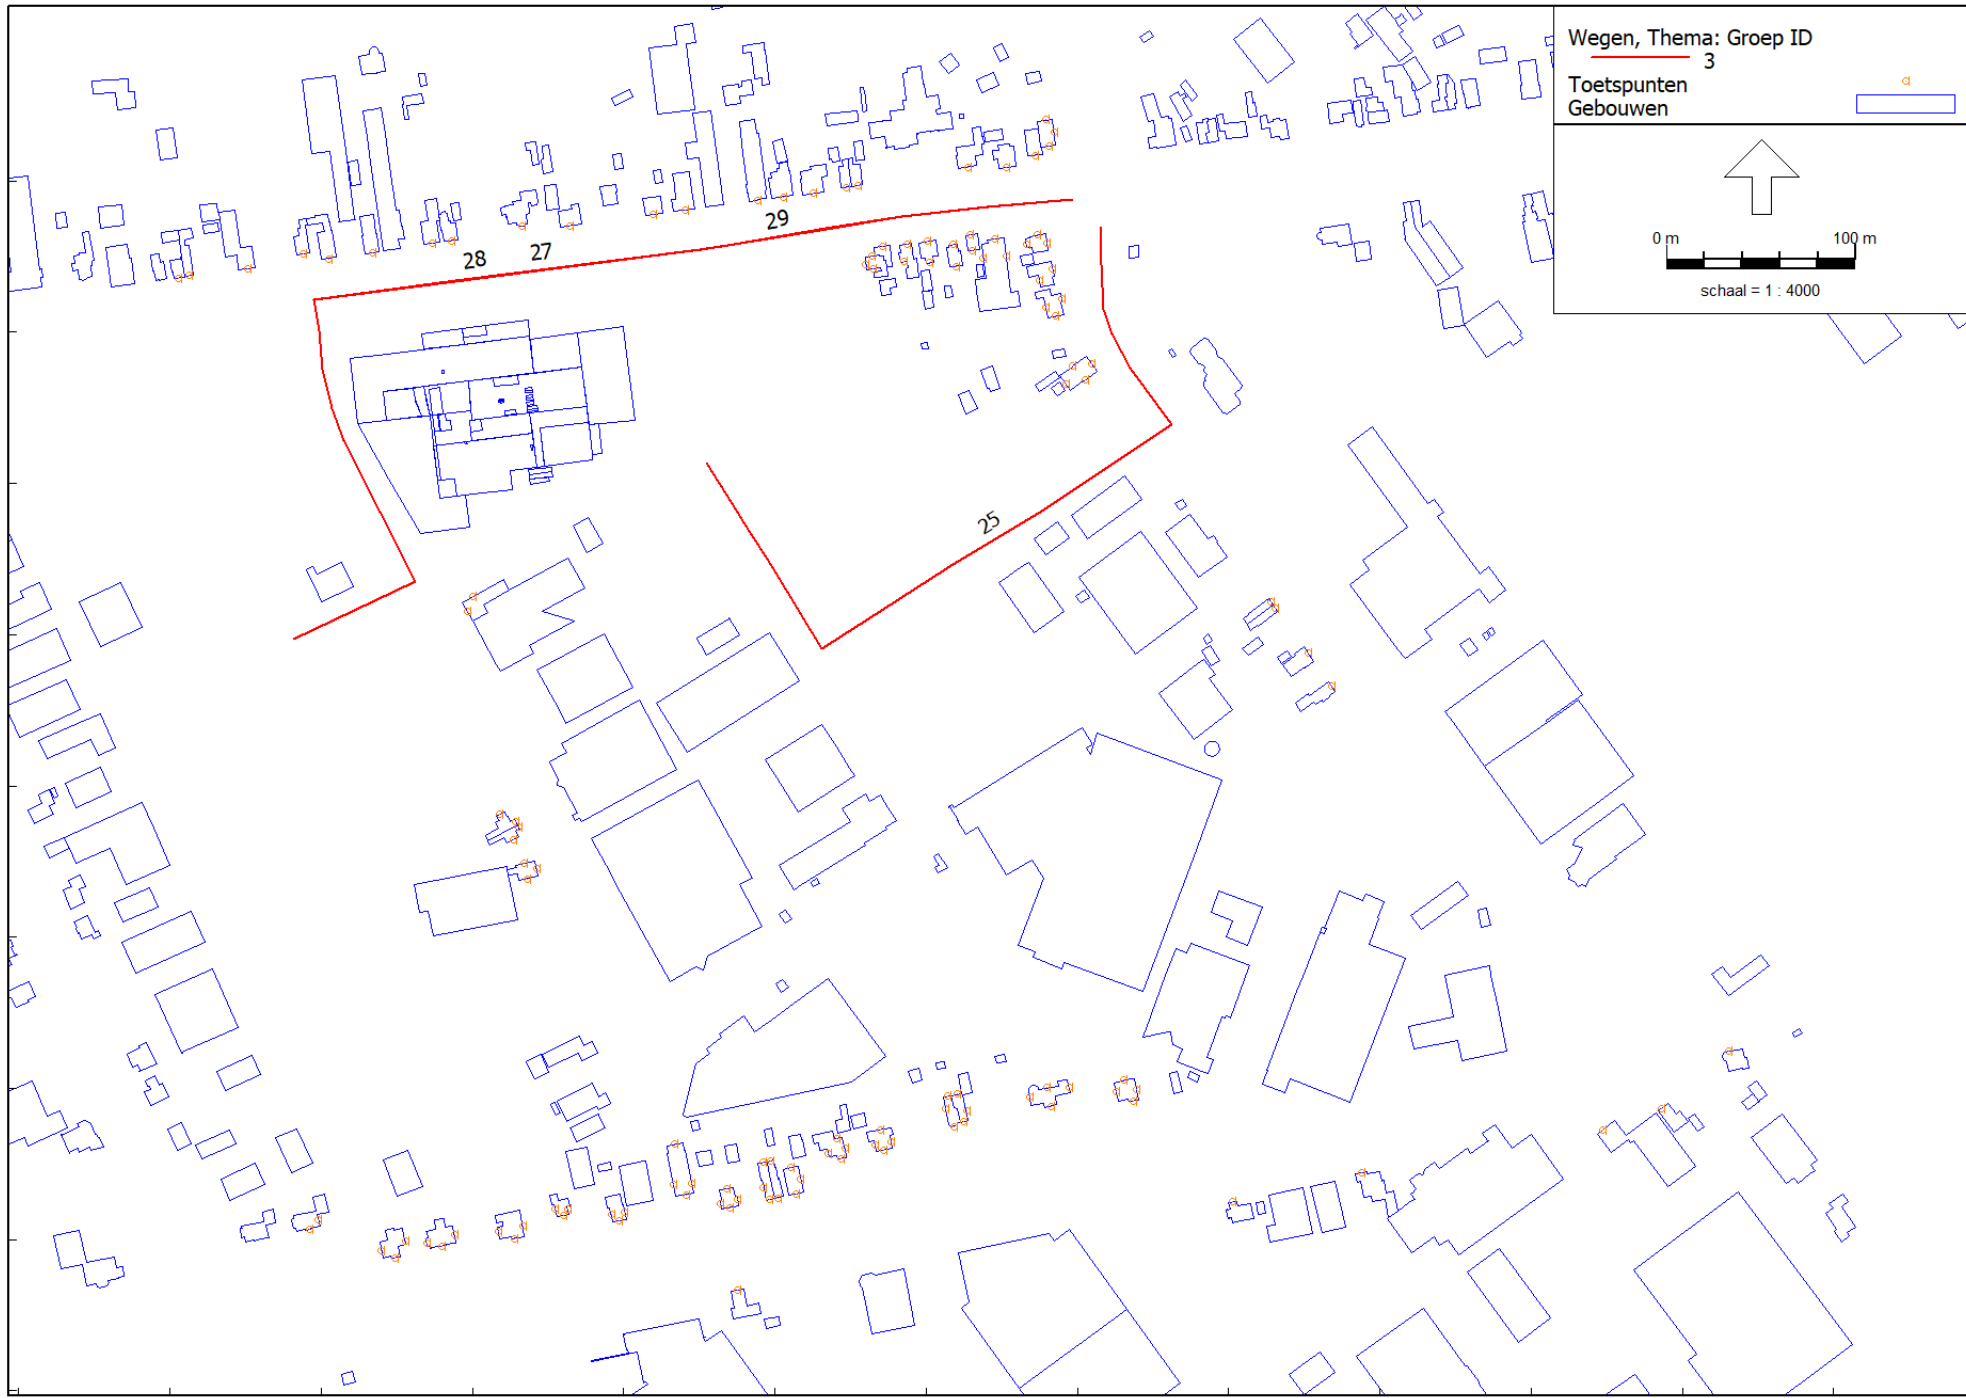 Wegen, Thema: Groep ID
3
Toetspunten
Gebouwen
0 m 100 m
schaal = 1 : 4000
29
28 27
25